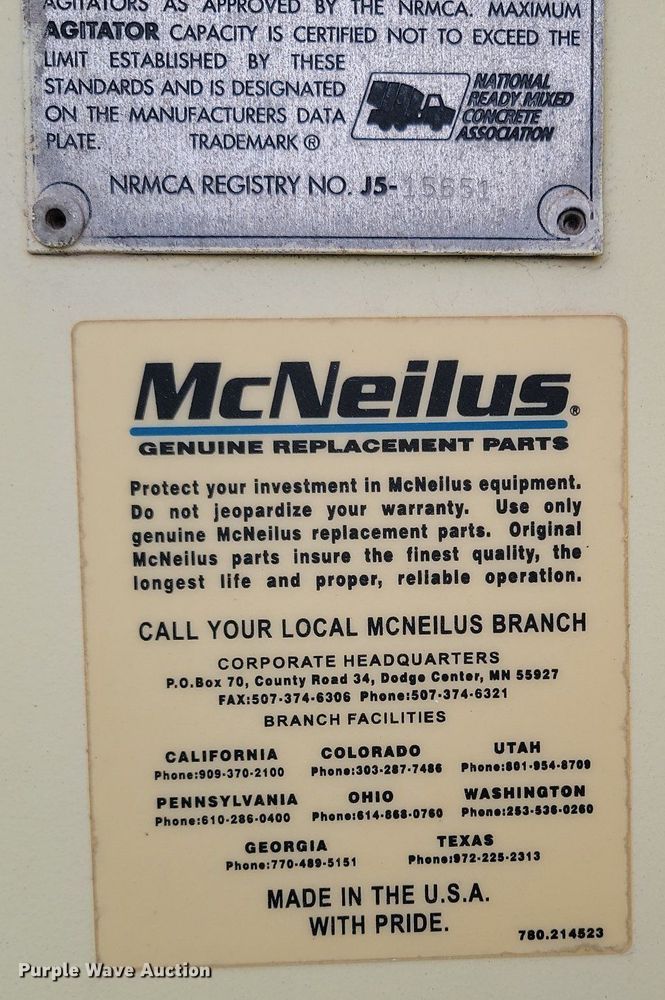 AGITATORS AS APPROVED BY THE NRMCA. MAXIMUM
AGITATOR CAPACITY IS CERTIFIED NOT TO EXCEED THE
LIMIT ESTABLISHED BY THESE
STANDARDS AND IS DESIGNATED
ON THE MANUFACTURERS DATA
PLATE. TRADEMARK ®
NATIONAL
READY MIXED
CONCRETE
ASSOCIATION
NRMCA REGISTRY NO. J5-15651
McNeilus®
GENUINE REPLACEMENT PARTS
Protect your investment in McNeilus equipment.
Do not jeopardize your warranty. Use only
genuine McNeilus replacement parts. Original
McNeilus parts insure the finest quality, the
longest life and proper, reliable operation.
CALL YOUR LOCAL MCNEILUS BRANCH
CORPORATE HEADQUARTERS
P.O.Box 70, County Road 34, Dodge Center, MN 55927
FAX:507-374-6306 Phone:507-374-6321
BRANCH FACILITIES
CALIFORNIA COLORADO UTAH
Phone:909-370-2100 Phone:303-287-7486 Phone:801-954-8709
PENNSYLVANIA OHIO WASHINGTON
Phone:610-286-0400 Phone:614-868-0760 Phone:253-536-0260
GEORGIA TEXAS
Phone:770-489-5151 Phone:972-225-2313
MADE IN THE U.S.A.
WITH PRIDE.
780.214523
Purple Wave Auction